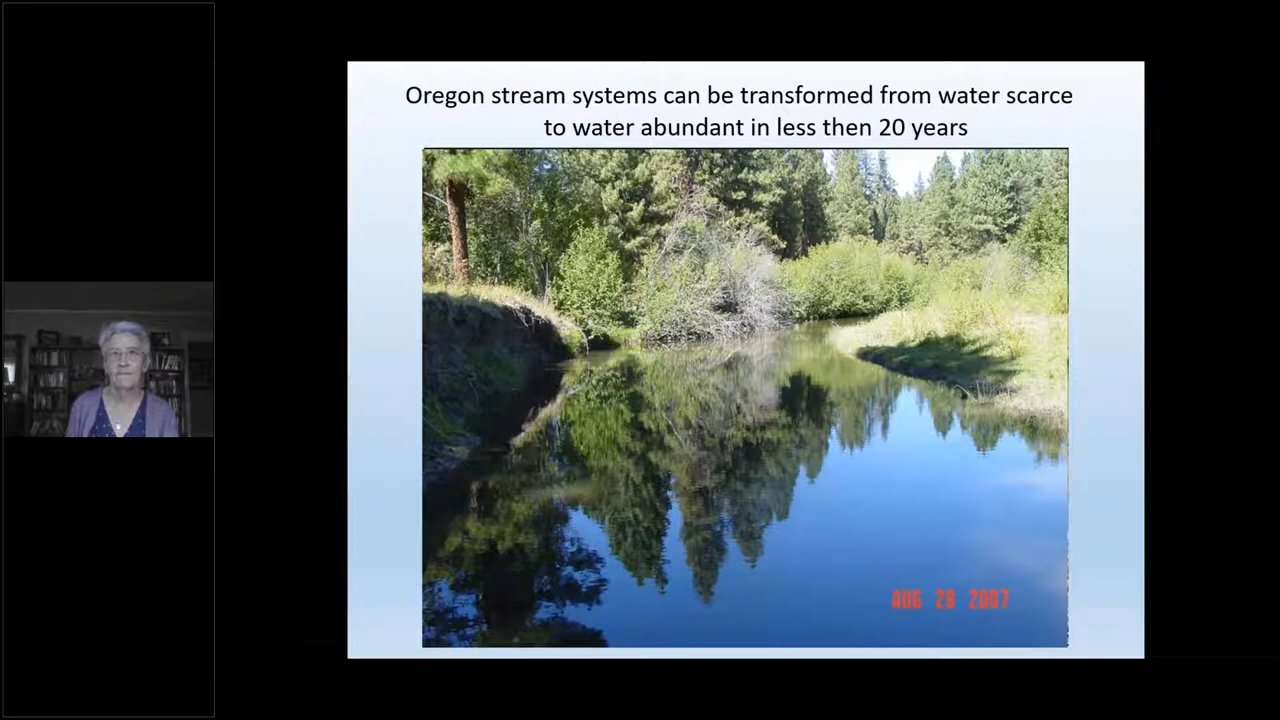 Oregon stream systems can be transformed from water scarce
to water abundant in less then 20 years
AUG 28 2007